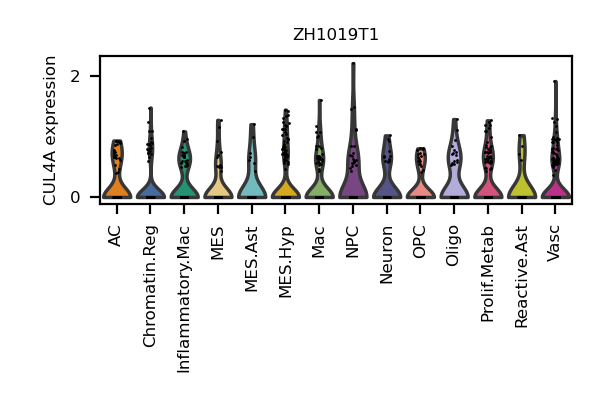 ZH1019T1
CUL4A expression
2
0
AC
Chromatin.Reg
Inflammatory.Mac
MES
MES.Ast
MES.Hyp
Mac
NPC
Neuron
OPC
Oligo
Prolif.Metab
Reactive.Ast
Vasc